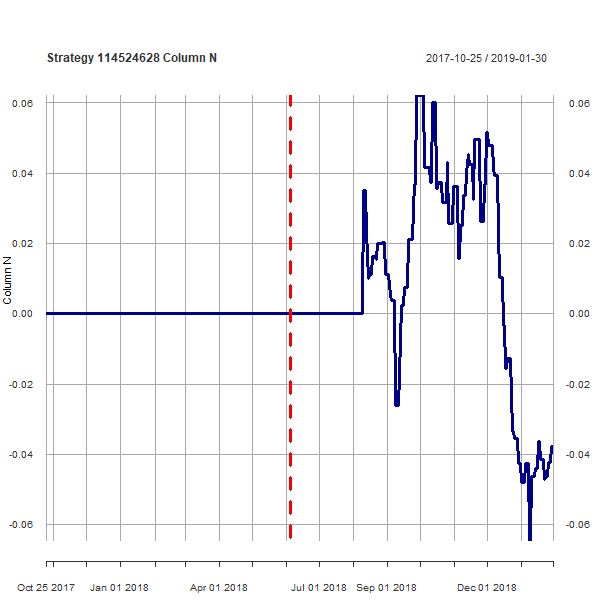 Strategy 114524628 Column N
2017-10-25 / 2019-01-30
0.06
0.06
0.04
0.04
0.02
0.02
Column N
0.00
0.00
-0.02
-0.02
-0.04
-0.04
-0.06
-0.06
Oct 25 2017
Jan 01 2018
Apr 01 2018
Jul 01 2018
Sep 01 2018
Dec 01 2018